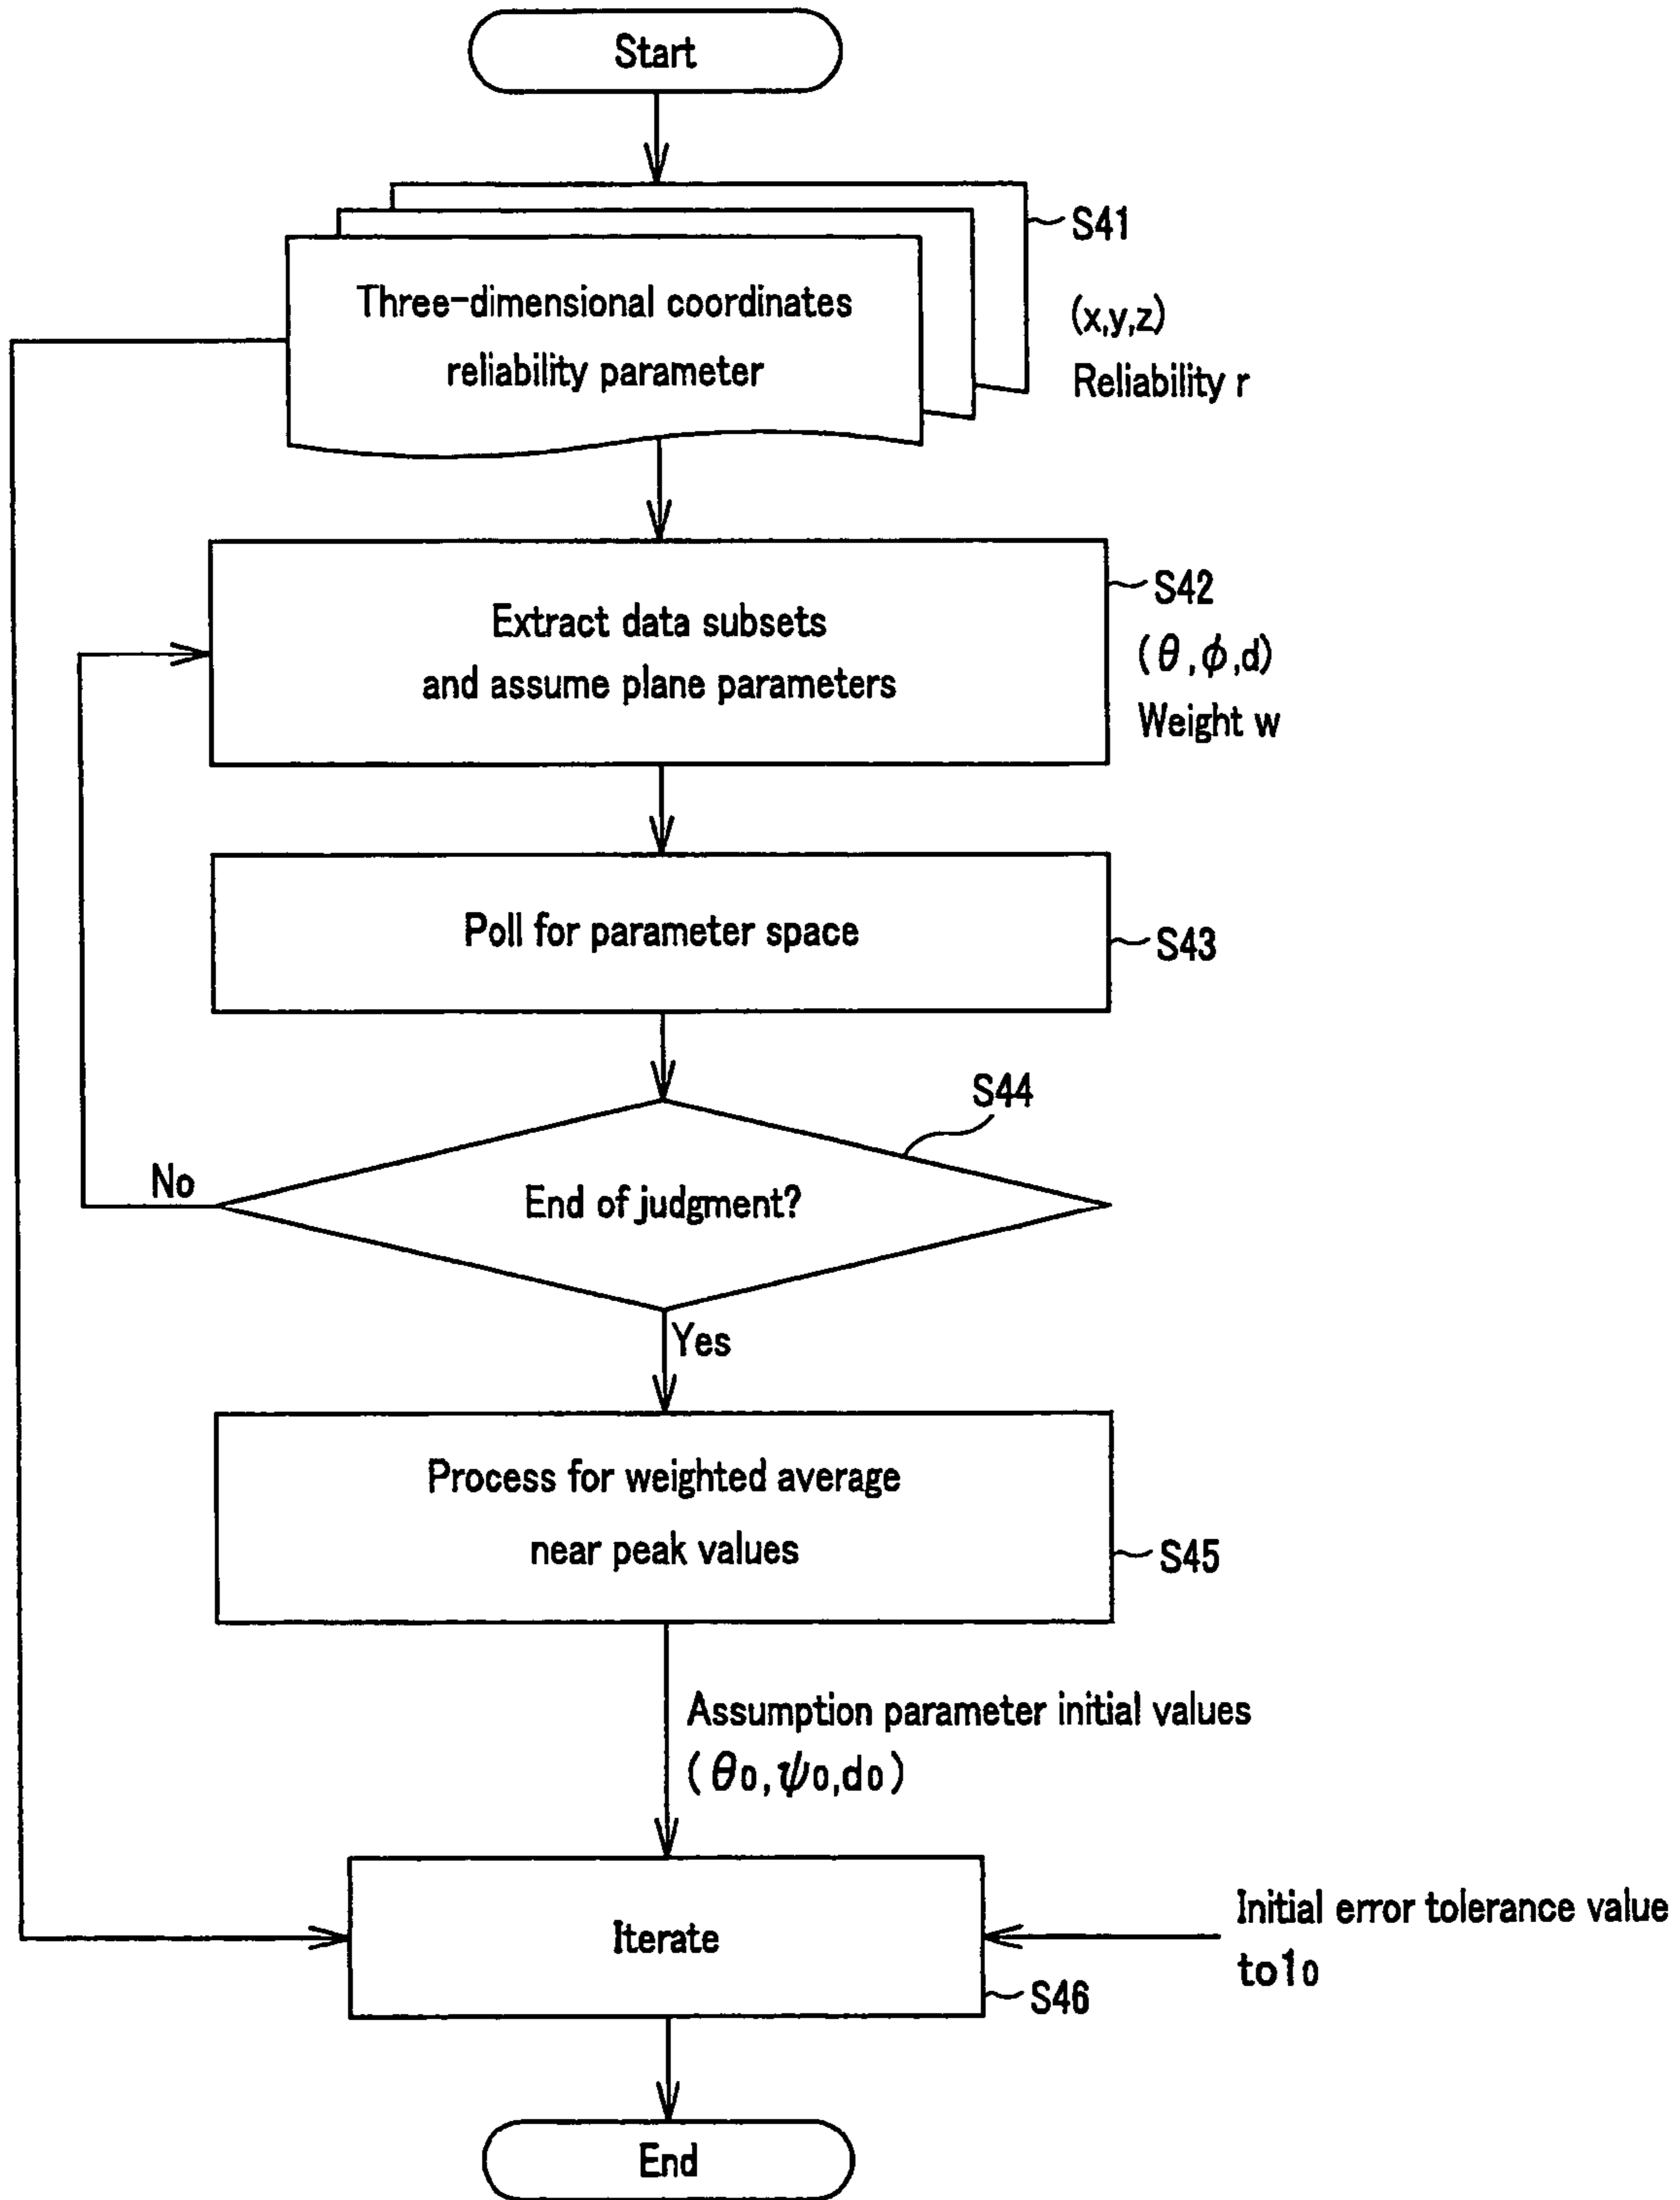 Start
S41
Three-dimensional coordinates
reliability parameter
(x,y,z)
Reliability r
S42
Extract data subsets
and assume plane parameters
(θ,ϕ,d)
Weight w
Poll for parameter space
S43
S44
No
End of judgment?
Yes
Process for weighted average
near peak values
S45
Assumption parameter initial values
(θ0,ψ0,d0)
Iterate
Initial error tolerance value
to10
S46
End